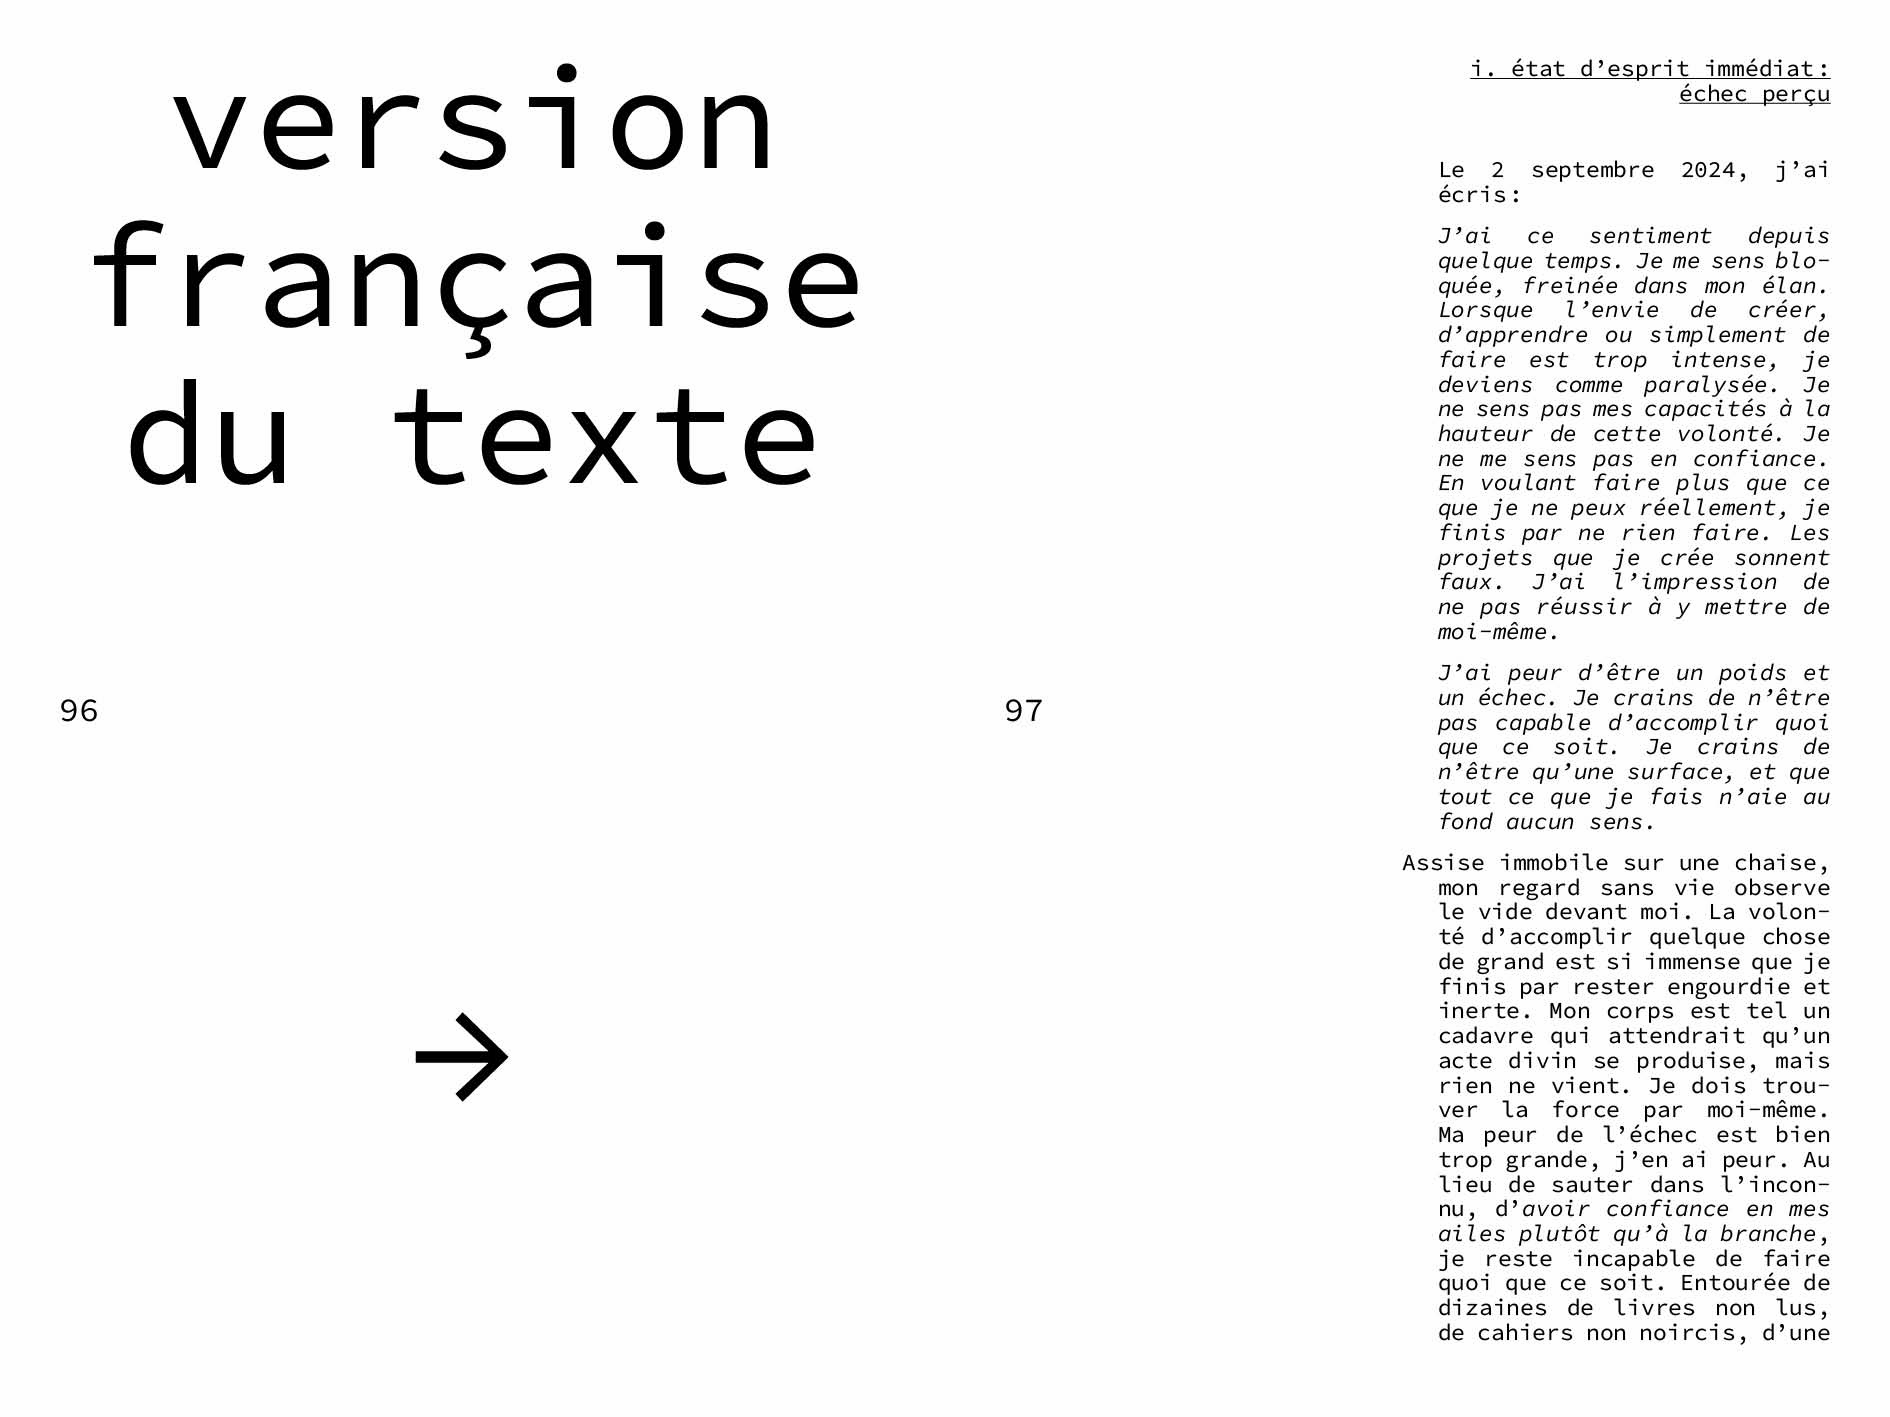 version
française
du texte
96
→
97
i. état d’esprit immédiat :
échec perçu
Le 2 septembre 2024, j’ai
écris :
J’ai ce sentiment depuis
quelque temps. Je me sens blo-
quée, freinée dans mon élan.
Lorsque l’envie de créer,
d’apprendre ou simplement de
faire est trop intense, je
deviens comme paralysée. Je
ne sens pas mes capacités à la
hauteur de cette volonté. Je
ne me sens pas en confiance.
En voulant faire plus que ce
que je ne peux réellement, je
finis par ne rien faire. Les
projets que je crée sonnent
faux. J’ai l’impression de
ne pas réussir à y mettre de
moi-même.
J’ai peur d’être un poids et
un échec. Je crains de n’être
pas capable d’accomplir quoi
que ce soit. Je crains de
n’être qu’une surface, et que
tout ce que je fais n’aie au
fond aucun sens.
Assise immobile sur une chaise,
mon regard sans vie observe
le vide devant moi. La volon-
té d’accomplir quelque chose
de grand est si immense que je
finis par rester engourdie et
inerte. Mon corps est tel un
cadavre qui attendrait qu’un
acte divin se produise, mais
rien ne vient. Je dois trou-
ver la force par moi-même.
Ma peur de l’échec est bien
trop grande, j’en ai peur. Au
lieu de sauter dans l’incon-
nu, d’avoir confiance en mes
ailes plutôt qu’à la branche,
je reste incapable de faire
quoi que ce soit. Entourée de
dizaines de livres non lus,
de cahiers non noircis, d’une